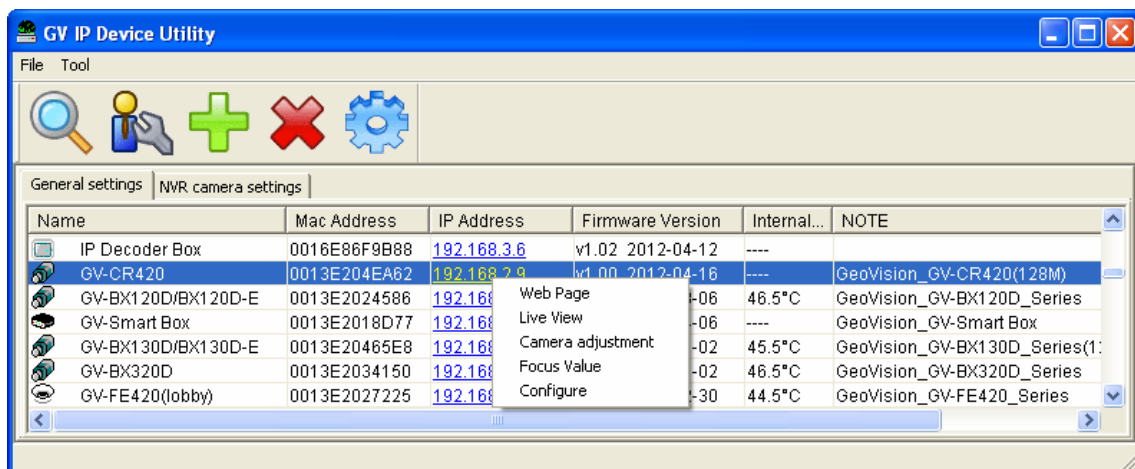 GV IP Device Utility
File Tool
General settings NVR camera settings
Name Mac Address IP Address Firmware Version Internal... NOTE
IP Decoder Box 0016E86F9B88 192.168.3.6 v1.02 2012-04-12 ----
GV-CR420 0013E204EA62 192.168.2.9 v1.00 2012-04-16 ---- GeoVision_GV-CR420(128M)
GV-BX120D/BX120D-E 0013E2024586 192.168 Web Page -06 46.5°C GeoVision_GV-BX120D_Series
GV-Smart Box 0013E2018D77 192.168 Live View -06 ---- GeoVision_GV-Smart Box
GV-BX130D/BX130D-E 0013E20465E8 192.168 Camera adjustment -02 45.5°C GeoVision_GV-BX130D_Series(1
GV-BX320D 0013E2034150 192.168 Focus Value -02 46.5°C GeoVision_GV-BX320D_Series
GV-FE420(lobby) 0013E2027225 192.168 Configure -30 44.5°C GeoVision_GV-FE420_Series